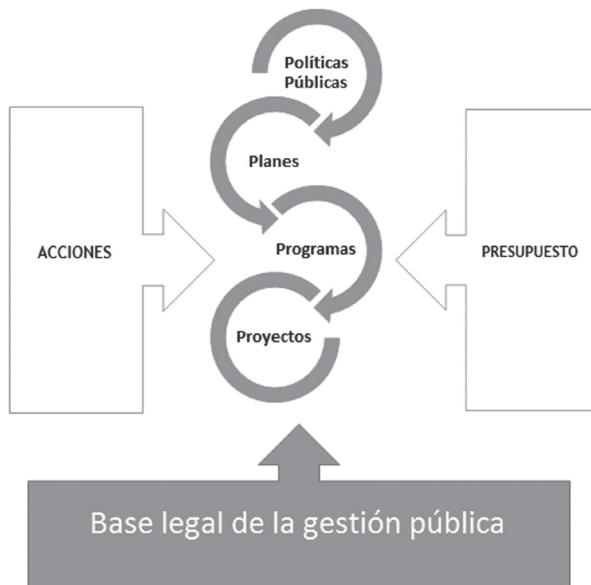 Políticas
Públicas
Planes
ACCIONES
Programas
PRESUPUESTO
Proyectos
Base legal de la gestión pública